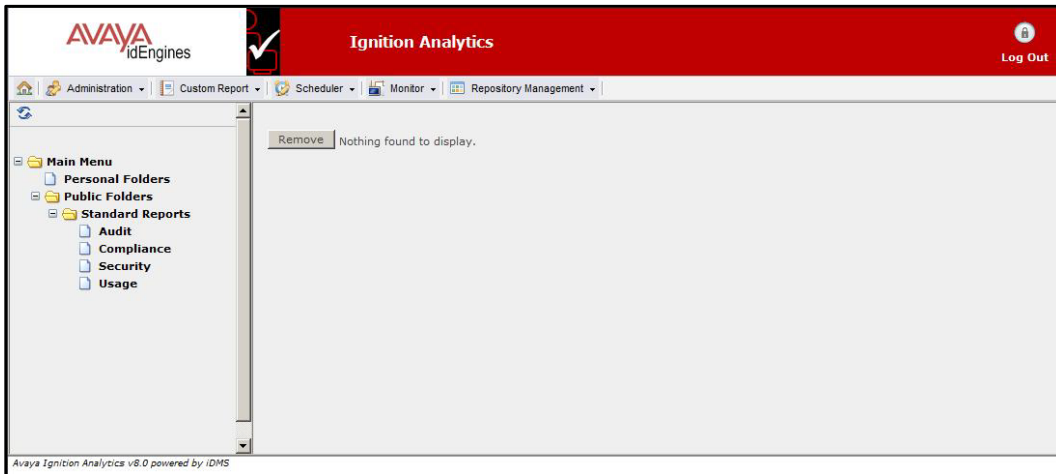 AVAYA
idEngines
Ignition Analytics
Log Out
Administration
Custom Report
Scheduler
Monitor
Repository Management
Remove
Nothing found to display.
Main Menu
Personal Folders
Public Folders
Standard Reports
Audit
Compliance
Security
Usage
Avaya Ignition Analytics v8.0 powered by iDMS